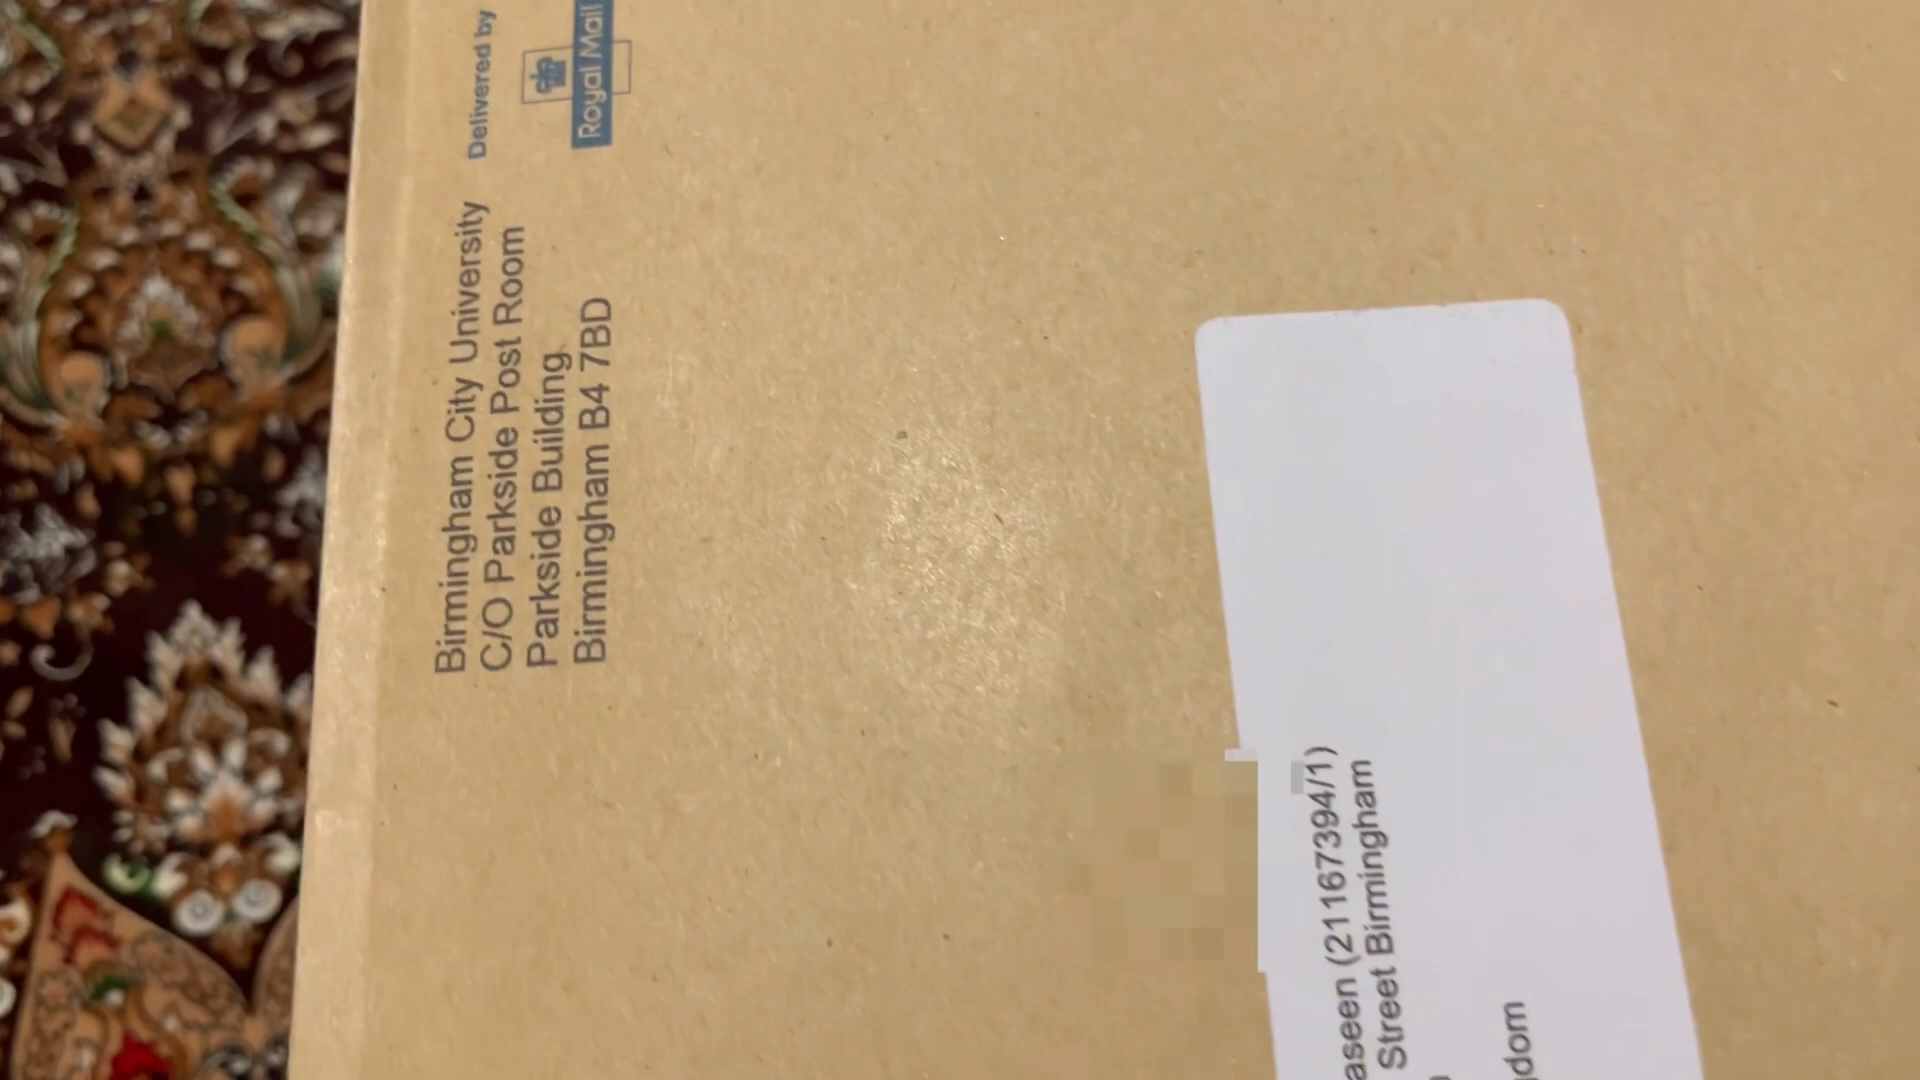 Delivered by
Royal Mail
Birmingham City University
C/O Parkside Post Room
Parkside Building
Birmingham B4 7BD
aseen (21167394/1)
Street Birmingham
dom